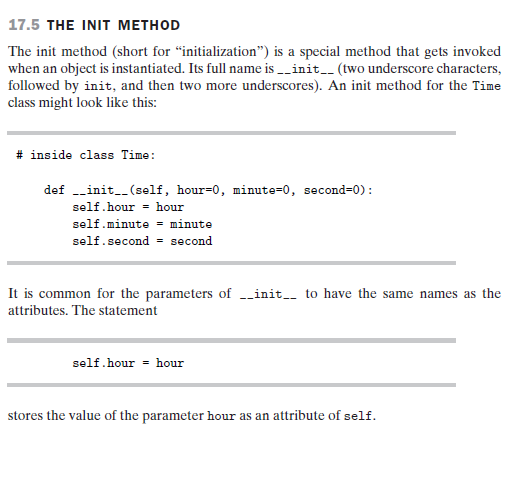 17.5 THE INIT METHOD
The init method (short for “initialization”) is a special method that gets invoked
when an object is instantiated. Its full name is __init__ (two underscore characters,
followed by init, and then two more underscores). An init method for the Time
class might look like this:
# inside class Time:
def __init__(self, hour=0, minute=0, second=0):
self.hour = hour
self.minute = minute
self.second = second
It is common for the parameters of __init__ to have the same names as the
attributes. The statement
self.hour = hour
stores the value of the parameter hour as an attribute of self.